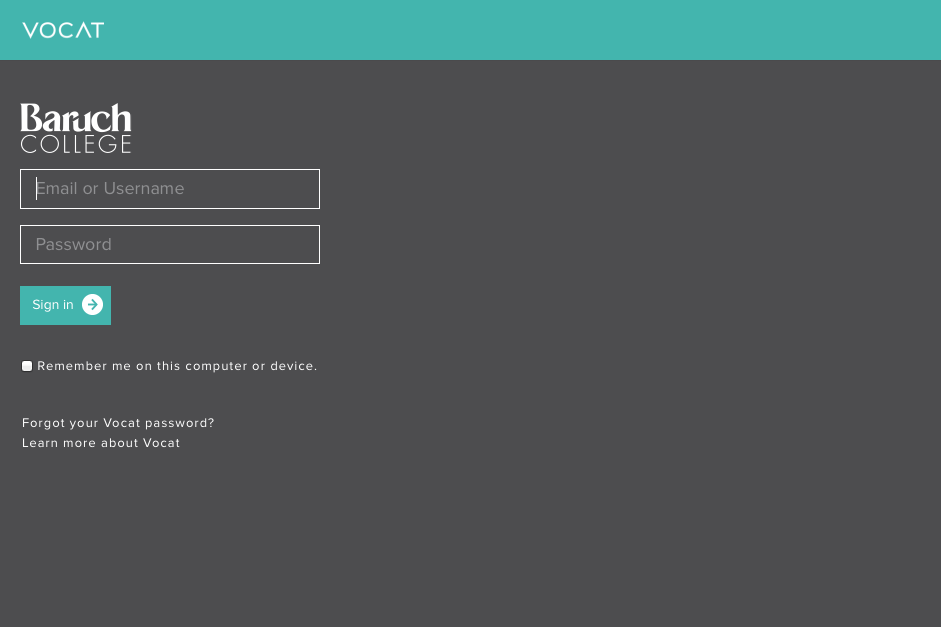 VOCAT
Baruch
COLLEGE
Email or Username
Password
Sign in
Remember me on this computer or device.
Forgot your Vocat password?
Learn more about Vocat